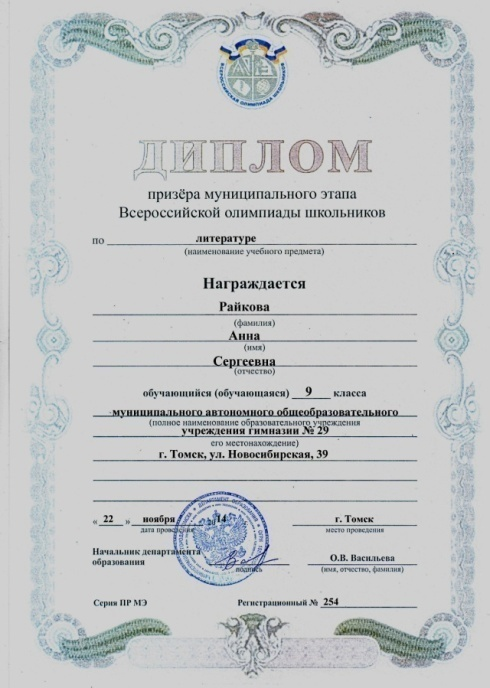 ВСЕРОССИЙСКАЯ ОЛИМПИАДА ШКОЛЬНИКОВ
ДИПЛОМ
призёра муниципального этапа
Всероссийской олимпиады школьников
по литературе
(наименование учебного предмета)
Награждается
Райкова
(фамилия)
Анна
(имя)
Сергеевна
(отчество)
обучающийся (обучающаяся) 9 класса
муниципального автономного общеобразовательного
(полное наименование образовательного учреждения
учреждения гимназии № 29
его местонахождение)
г. Томск, ул. Новосибирская, 39
« 22 » ноября 2014 г. Томск
дата проведения место проведения
Начальник департамента
образования О.В. Васильева
подпись (имя, отчество, фамилия)
Серия ПР МЭ Регистрационный № 254